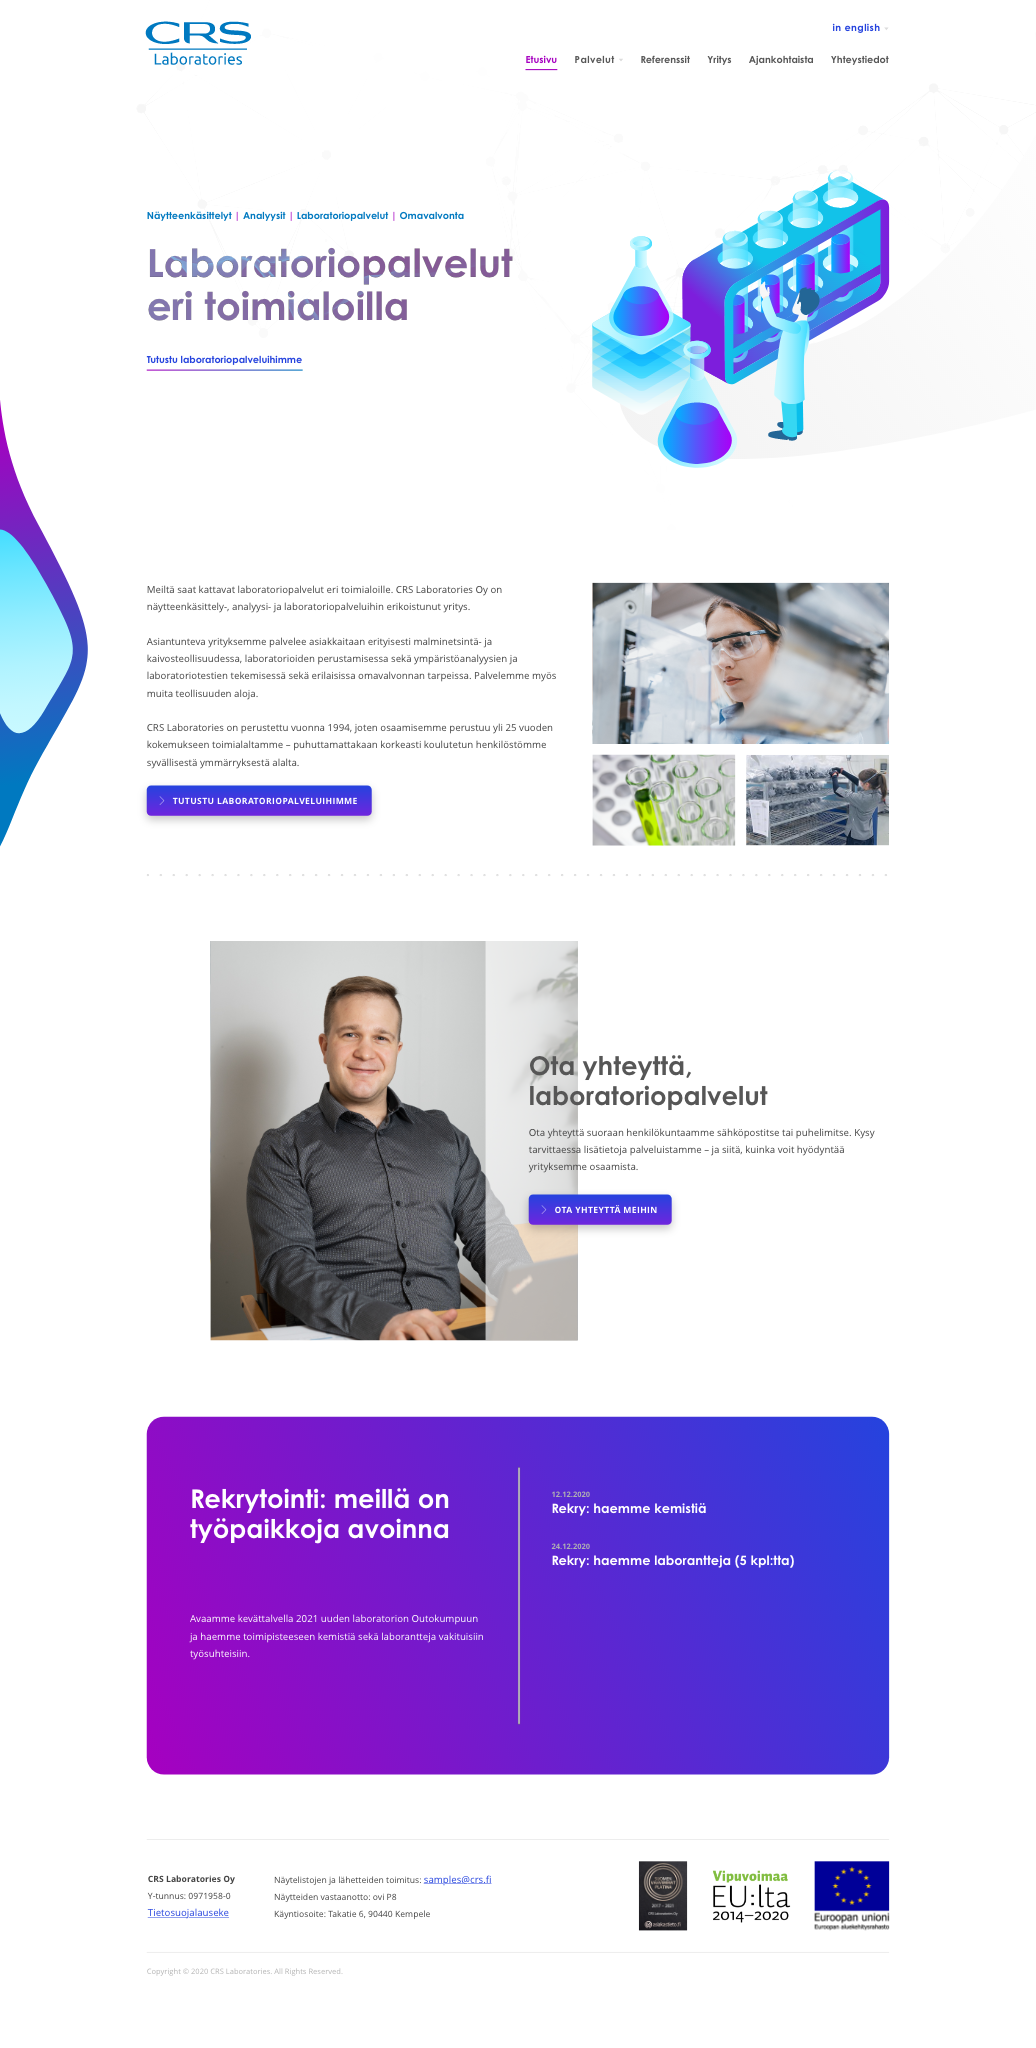 CRS
Laboratories
in english
Etusivu Palvelut Referenssit Yritys Ajankohtaista Yhteystiedot
Näytteenkäsittelyt | Analyysit | Laboratoriopalvelut | Omavalvonta
Laboratoriopalvelut
eri toimialoilla
Tutustu laboratoriopalveluihimme
Meiltä saat kattavat laboratoriopalvelut eri toimialoille. CRS Laboratories Oy on
näytteenkäsittely-, analyysi- ja laboratoriopalveluihin erikoistunut yritys.
Asiantunteva yrityksemme palvelee asiakkaitaan erityisesti malminetsintä- ja
kaivosteollisuudessa, laboratorioiden perustamisessa sekä ympäristöanalyysien ja
laboratoriotestien tekemisessä sekä erilaisissa omavalvonnan tarpeissa. Palvelemme myös
muita teollisuuden aloja.
CRS Laboratories on perustettu vuonna 1994, joten osaamisemme perustuu yli 25 vuoden
kokemukseen toimialaltamme – puhuttamattakaan korkeasti koulutetun henkilöstömme
syvällisestä ymmärryksestä alalta.
TUTUSTU LABORATORIOPALVELUIHIMME
Ota yhteyttä,
laboratoriopalvelut
Ota yhteyttä suoraan henkilökuntaamme sähköpostitse tai puhelimitse. Kysy
tarvittaessa lisätietoja palveluistamme – ja siitä, kuinka voit hyödyntää
yrityksemme osaamista.
OTA YHTEYTTÄ MEIHIN
Rekrytointi: meillä on
työpaikkoja avoinna
Avaamme kevättalvella 2021 uuden laboratorion Outokumpuun
ja haemme toimipisteeseen kemistiä sekä laborantteja vakituisiin
työsuhteisiin.
12.12.2020
Rekry: haemme kemistiä
24.12.2020
Rekry: haemme laborantteja (5 kpl:tta)
CRS Laboratories Oy
Y-tunnus: 0971958-0
Tietosuojalauseke
Näytelistojen ja lähetteiden toimitus: samples@crs.fi
Näytteiden vastaanotto: ovi P8
Käyntiosoite: Takatie 6, 90440 Kempele
Vipuvoimaa
EU:lta
2014–2020
Euroopan unioni
Euroopan aluekehitysrahasto
Copyright © 2020 CRS Laboratories. All Rights Reserved.